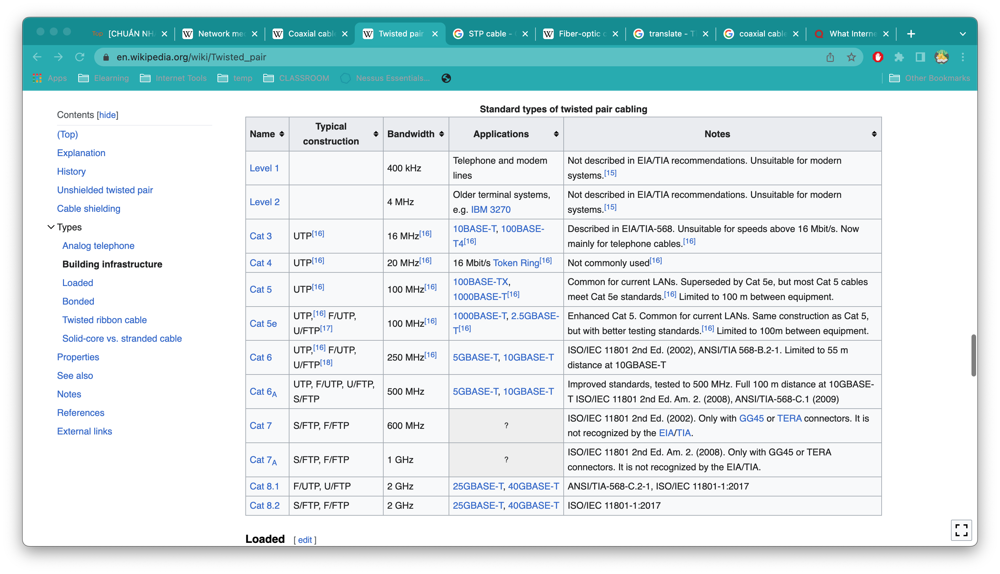 Top [CHUẨN NH
Network me
Coaxial cable
Twisted pair
STP cable -
Fiber-optic c
translate - T
coaxial cable
What Interne
en.wikipedia.org/wiki/Twisted_pair
Apps
Elearning
Internet Tools
temp
CLASSROOM
Nessus Essentials...
Other Bookmarks
Contents [hide]
(Top)
Explanation
History
Unshielded twisted pair
Cable shielding
Types
Analog telephone
Building infrastructure
Loaded
Bonded
Twisted ribbon cable
Solid-core vs. stranded cable
Properties
See also
Notes
References
External links
Standard types of twisted pair cabling
Name
Typical
construction
Bandwidth
Applications
Notes
Level 1
400 kHz
Telephone and modem
lines
Not described in EIA/TIA recommendations. Unsuitable for modern
systems.[15]
Level 2
4 MHz
Older terminal systems,
e.g. IBM 3270
Not described in EIA/TIA recommendations. Unsuitable for modern
systems.[15]
Cat 3
UTP[16]
16 MHz[16]
10BASE-T, 100BASE-
T4[16]
Described in EIA/TIA-568. Unsuitable for speeds above 16 Mbit/s. Now
mainly for telephone cables.[16]
Cat 4
UTP[16]
20 MHz[16]
16 Mbit/s Token Ring[16]
Not commonly used[16]
Cat 5
UTP[16]
100 MHz[16]
100BASE-TX,
1000BASE-T[16]
Common for current LANs. Superseded by Cat 5e, but most Cat 5 cables
meet Cat 5e standards.[16] Limited to 100 m between equipment.
Cat 5e
UTP,[16] F/UTP,
U/FTP[17]
100 MHz[16]
1000BASE-T, 2.5GBASE-
T[16]
Enhanced Cat 5. Common for current LANs. Same construction as Cat 5,
but with better testing standards.[16] Limited to 100m between equipment.
Cat 6
UTP,[16] F/UTP,
U/FTP[18]
250 MHz[16]
5GBASE-T, 10GBASE-T
ISO/IEC 11801 2nd Ed. (2002), ANSI/TIA 568-B.2-1. Limited to 55 m
distance at 10GBASE-T
Cat 6A
UTP, F/UTP, U/FTP,
S/FTP
500 MHz
5GBASE-T, 10GBASE-T
Improved standards, tested to 500 MHz. Full 100 m distance at 10GBASE-
T ISO/IEC 11801 2nd Ed. Am. 2. (2008), ANSI/TIA-568-C.1 (2009)
Cat 7
S/FTP, F/FTP
600 MHz
?
ISO/IEC 11801 2nd Ed. (2002). Only with GG45 or TERA connectors. It is
not recognized by the EIA/TIA.
Cat 7A
S/FTP, F/FTP
1 GHz
?
ISO/IEC 11801 2nd Ed. Am. 2. (2008). Only with GG45 or TERA
connectors. It is not recognized by the EIA/TIA.
Cat 8.1
F/UTP, U/FTP
2 GHz
25GBASE-T, 40GBASE-T
ANSI/TIA-568-C.2-1, ISO/IEC 11801-1:2017
Cat 8.2
S/FTP, F/FTP
2 GHz
25GBASE-T, 40GBASE-T
ISO/IEC 11801-1:2017
Loaded [ edit ]